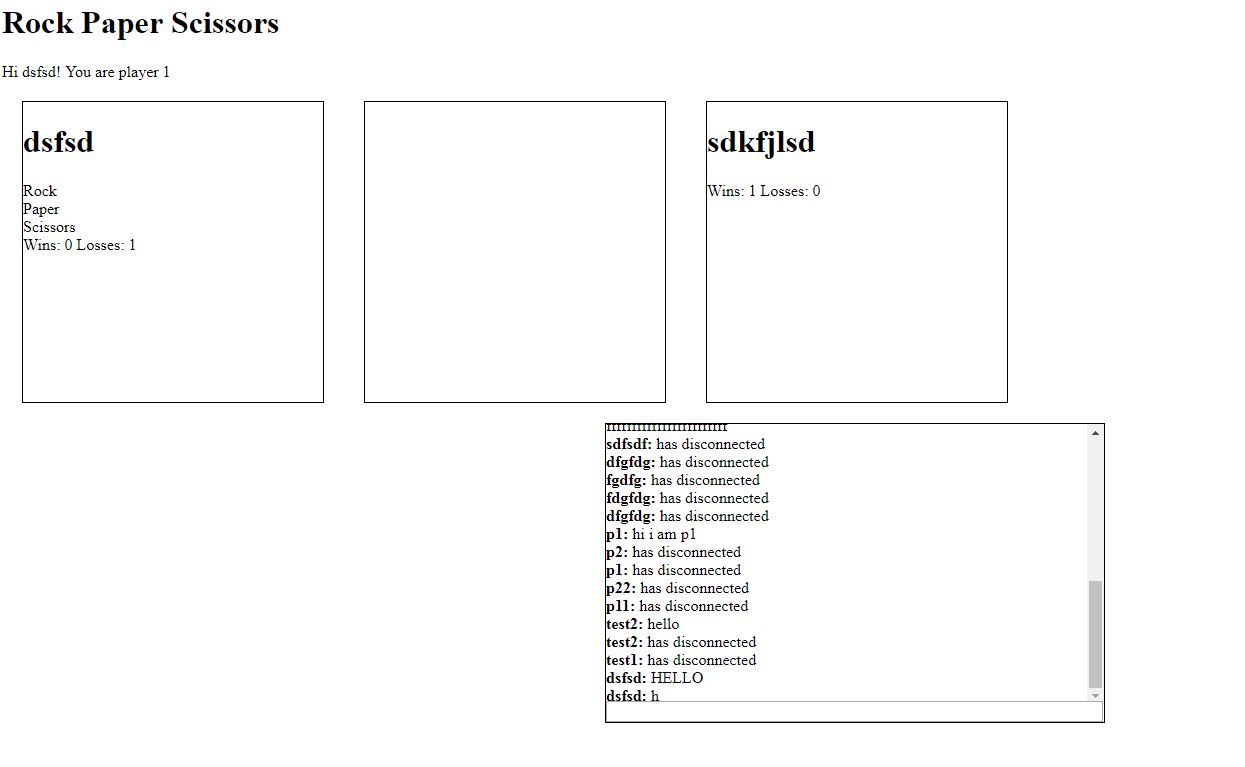 Rock Paper Scissors
Hi dsfsd! You are player 1
dsfsd
Rock
Paper
Scissors
Wins: 0 Losses: 1
sdkfjlsd
Wins: 1 Losses: 0
sdfsdf: has disconnected
dfgfdg: has disconnected
fgdfg: has disconnected
fdgfdg: has disconnected
dfgfdg: has disconnected
p1: hi i am p1
p2: has disconnected
p1: has disconnected
p22: has disconnected
p11: has disconnected
test2: hello
test2: has disconnected
test1: has disconnected
dsfsd: HELLO
dsfsd: h